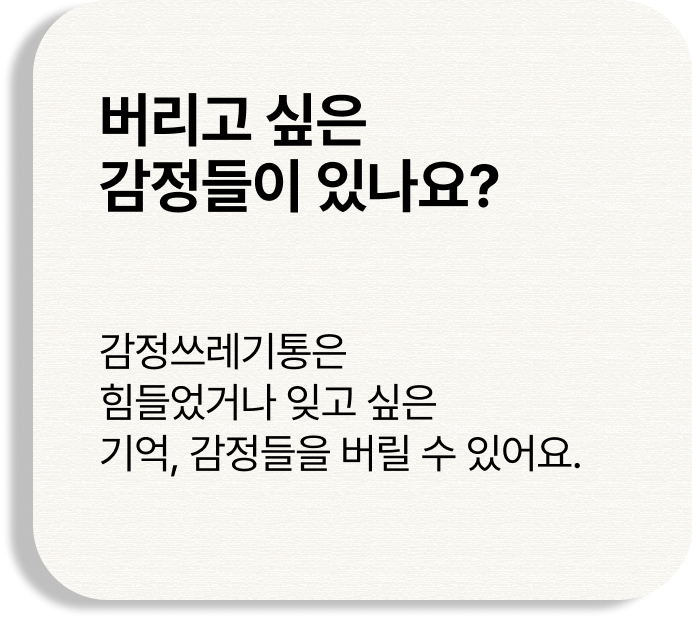 버리고 싶은
감정들이 있나요?
감정쓰레기통은
힘들었거나 잊고 싶은
기억, 감정들을 버릴 수 있어요.